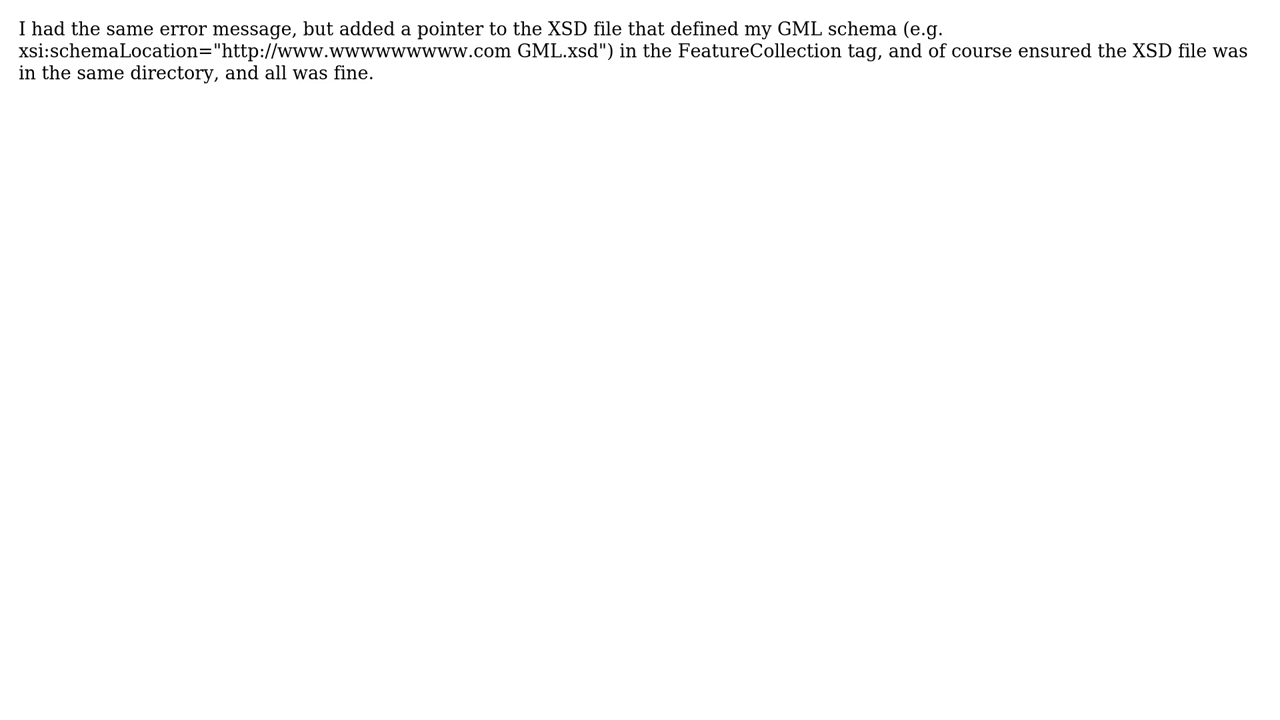 I had the same error message, but added a pointer to the XSD file that defined my GML schema (e.g.
xsi:schemaLocation="http://www.wwwwwwwww.com GML.xsd") in the FeatureCollection tag, and of course ensured the XSD file was
in the same directory, and all was fine.